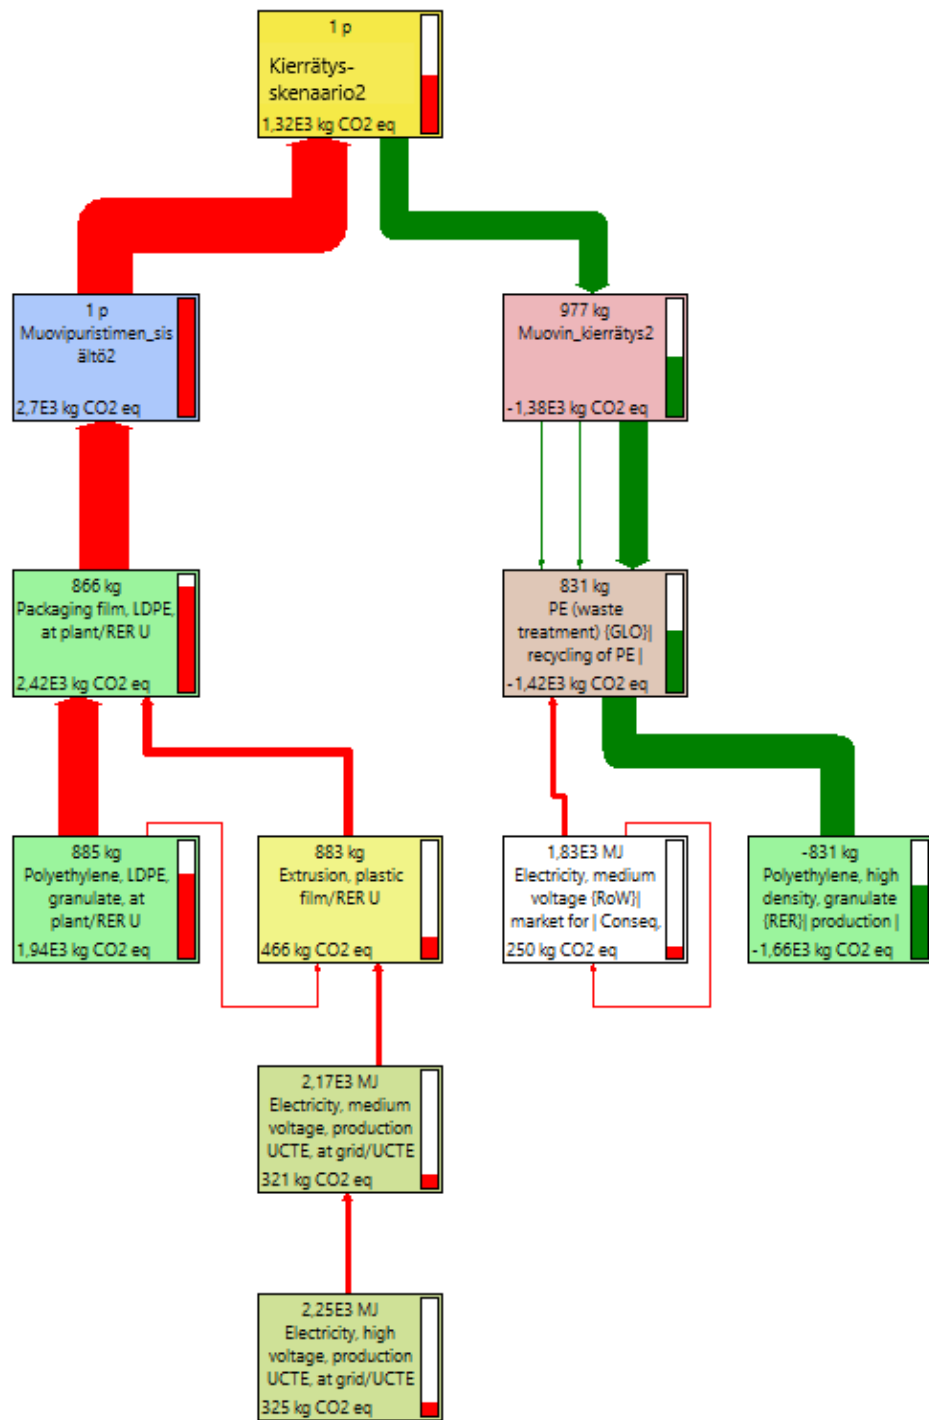 1 p
Kierrätys-
skenaario2
1,32E3 kg CO2 eq
1 p
Muovipuristimen_sis
ältö2
2,7E3 kg CO2 eq
977 kg
Muovin_kierrätys2
-1,38E3 kg CO2 eq
866 kg
Packaging film, LDPE,
at plant/RER U
2,42E3 kg CO2 eq
831 kg
PE (waste
treatment) {GLO}|
recycling of PE |
-1,42E3 kg CO2 eq
885 kg
Polyethylene, LDPE,
granulate, at
plant/RER U
1,94E3 kg CO2 eq
883 kg
Extrusion, plastic
film/RER U
466 kg CO2 eq
1,83E3 MJ
Electricity, medium
voltage {RoW}|
market for | Conseq,
250 kg CO2 eq
-831 kg
Polyethylene, high
density, granulate
{RER}| production |
-1,66E3 kg CO2 eq
2,17E3 MJ
Electricity, medium
voltage, production
UCTE, at grid/UCTE
321 kg CO2 eq
2,25E3 MJ
Electricity, high
voltage, production
UCTE, at grid/UCTE
325 kg CO2 eq